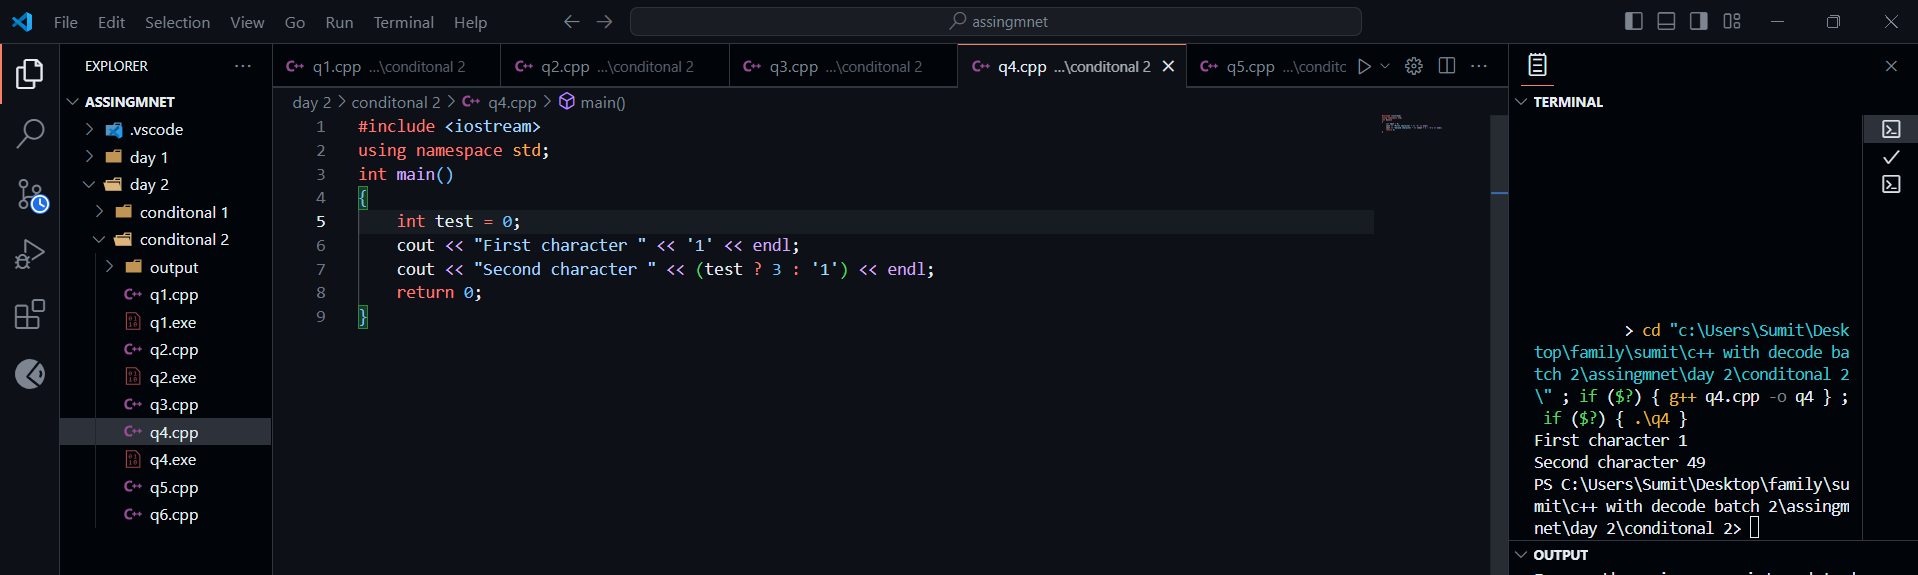 File Edit Selection View Go Run Terminal Help
assingmnet
EXPLORER
ASSINGMNET
.vscode
day 1
day 2
conditonal 1
conditonal 2
output
q1.cpp
q1.exe
q2.cpp
q2.exe
q3.cpp
q4.cpp
q4.exe
q5.cpp
q6.cpp
q1.cpp ...\conditonal 2
q2.cpp ...\conditonal 2
q3.cpp ...\conditonal 2
q4.cpp ...\conditonal 2
q5.cpp ...\conditc
day 2 > conditonal 2 > q4.cpp > main()
1 #include <iostream>
2 using namespace std;
3 int main()
4 {
5 int test = 0;
6 cout << "First character " << '1' << endl;
7 cout << "Second character " << (test ? 3 : '1') << endl;
8 return 0;
9 }
TERMINAL
> cd "c:\Users\Sumit\Desk
top\family\sumit\c++ with decode ba
tch 2\assingmnet\day 2\conditonal 2
\" ; if ($?) { g++ q4.cpp -o q4 } ;
if ($?) { .\q4 }
First character 1
Second character 49
PS C:\Users\Sumit\Desktop\family\su
mit\c++ with decode batch 2\assingm
net\day 2\conditonal 2>
OUTPUT